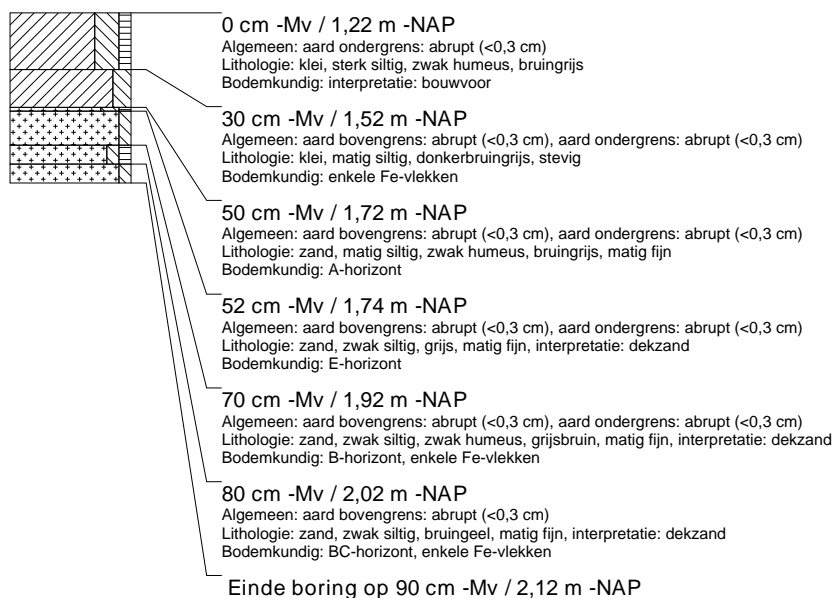 0 cm -Mv / 1,22 m -NAP
Algemeen: aard ondergrens: abrupt (<0,3 cm)
Lithologie: klei, sterk siltig, zwak humeus, bruingrijs
Bodemkundig: interpretatie: bouwvoor
30 cm -Mv / 1,52 m -NAP
Algemeen: aard bovengrens: abrupt (<0,3 cm), aard ondergrens: abrupt (<0,3 cm)
Lithologie: klei, matig siltig, donkerbruingrijs, stevig
Bodemkundig: enkele Fe-vlekken
50 cm -Mv / 1,72 m -NAP
Algemeen: aard bovengrens: abrupt (<0,3 cm), aard ondergrens: abrupt (<0,3 cm)
Lithologie: zand, matig siltig, zwak humeus, bruingrijs, matig fijn
Bodemkundig: A-horizont
52 cm -Mv / 1,74 m -NAP
Algemeen: aard bovengrens: abrupt (<0,3 cm), aard ondergrens: abrupt (<0,3 cm)
Lithologie: zand, zwak siltig, grijs, matig fijn, interpretatie: dekzand
Bodemkundig: E-horizont
70 cm -Mv / 1,92 m -NAP
Algemeen: aard bovengrens: abrupt (<0,3 cm), aard ondergrens: abrupt (<0,3 cm)
Lithologie: zand, zwak siltig, zwak humeus, grijsbruin, matig fijn, interpretatie: dekzand
Bodemkundig: B-horizont, enkele Fe-vlekken
80 cm -Mv / 2,02 m -NAP
Algemeen: aard bovengrens: abrupt (<0,3 cm)
Lithologie: zand, zwak siltig, bruingeel, matig fijn, interpretatie: dekzand
Bodemkundig: BC-horizont, enkele Fe-vlekken
Einde boring op 90 cm -Mv / 2,12 m -NAP